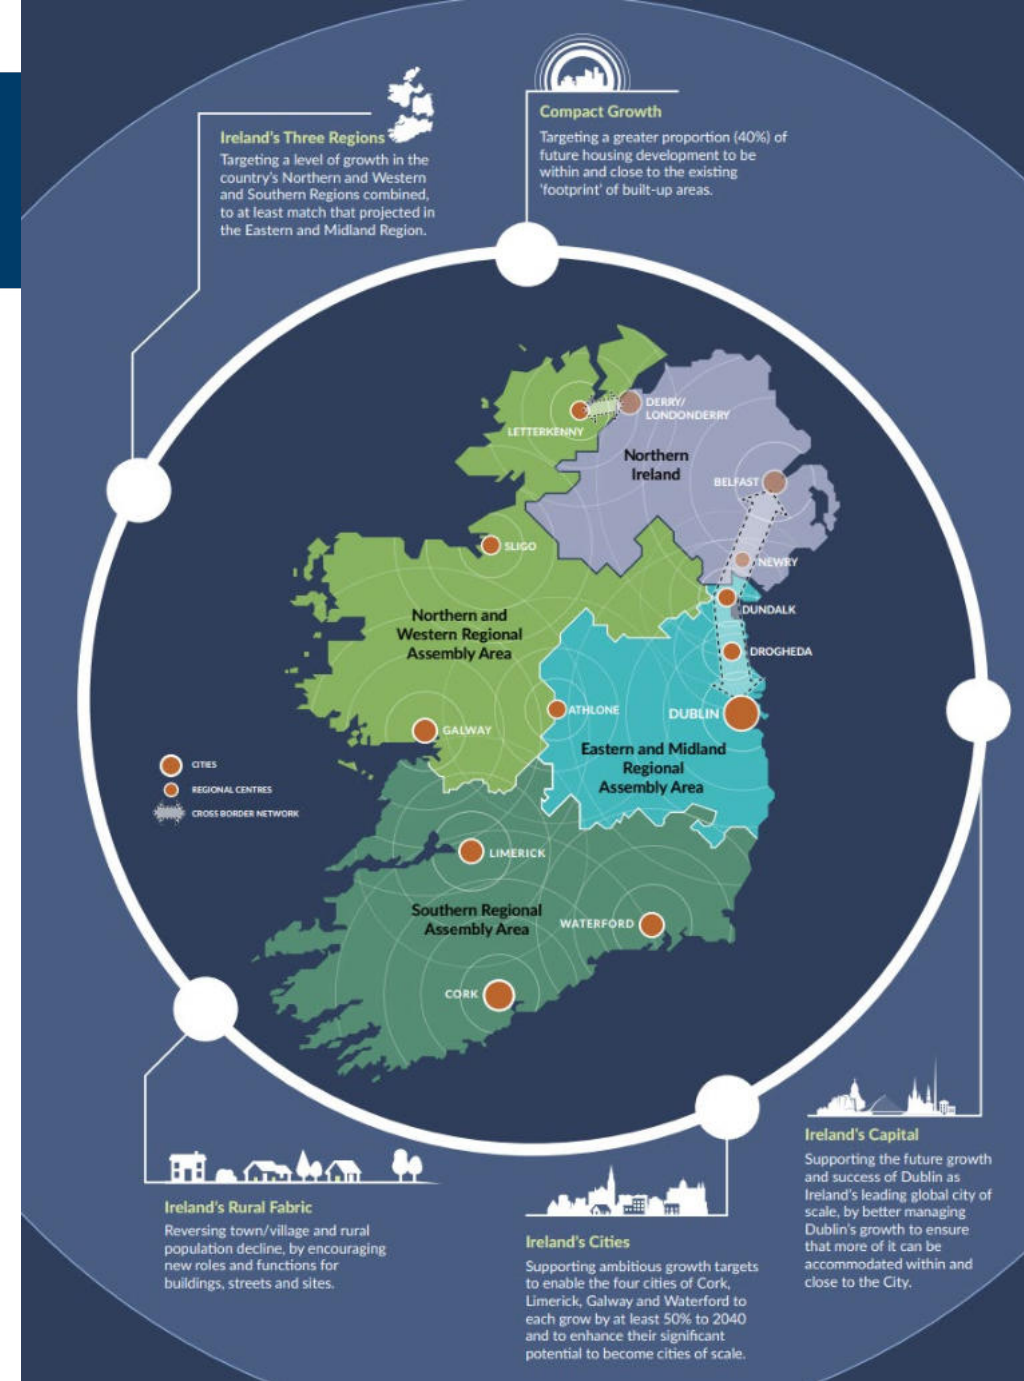 Ireland's Three Regions
Targeting a level of growth in the
country's Northern and Western
and Southern Regions combined,
to at least match that projected in
the Eastern and Midland Region.
Compact Growth
Targeting a greater proportion (40%) of
future housing development to be
within and close to the existing
'footprint' of built-up areas.
DERRY/
LONDONDERRY
LETTERKENNY
Northern
Ireland
BELFAST
SLIGO
NEWRY
DUNDALK
Northern and
Western Regional
Assembly Area
DROGHEDA
ATHLONE
DUBLIN
GALWAY
Eastern and Midland
Regional
Assembly Area
CITIES
REGIONAL CENTRES
CROSS BORDER NETWORK
LIMERICK
Southern Regional
Assembly Area
WATERFORD
CORK
Ireland's Rural Fabric
Reversing town/village and rural
population decline, by encouraging
new roles and functions for
buildings, streets and sites.
Ireland's Cities
Supporting ambitious growth targets
to enable the four cities of Cork,
Limerick, Galway and Waterford to
each grow by at least 50% to 2040
and to enhance their significant
potential to become cities of scale.
Ireland's Capital
Supporting the future growth
and success of Dublin as
Ireland's leading global city of
scale, by better managing
Dublin's growth to ensure
that more of it can be
accommodated within and
close to the City.